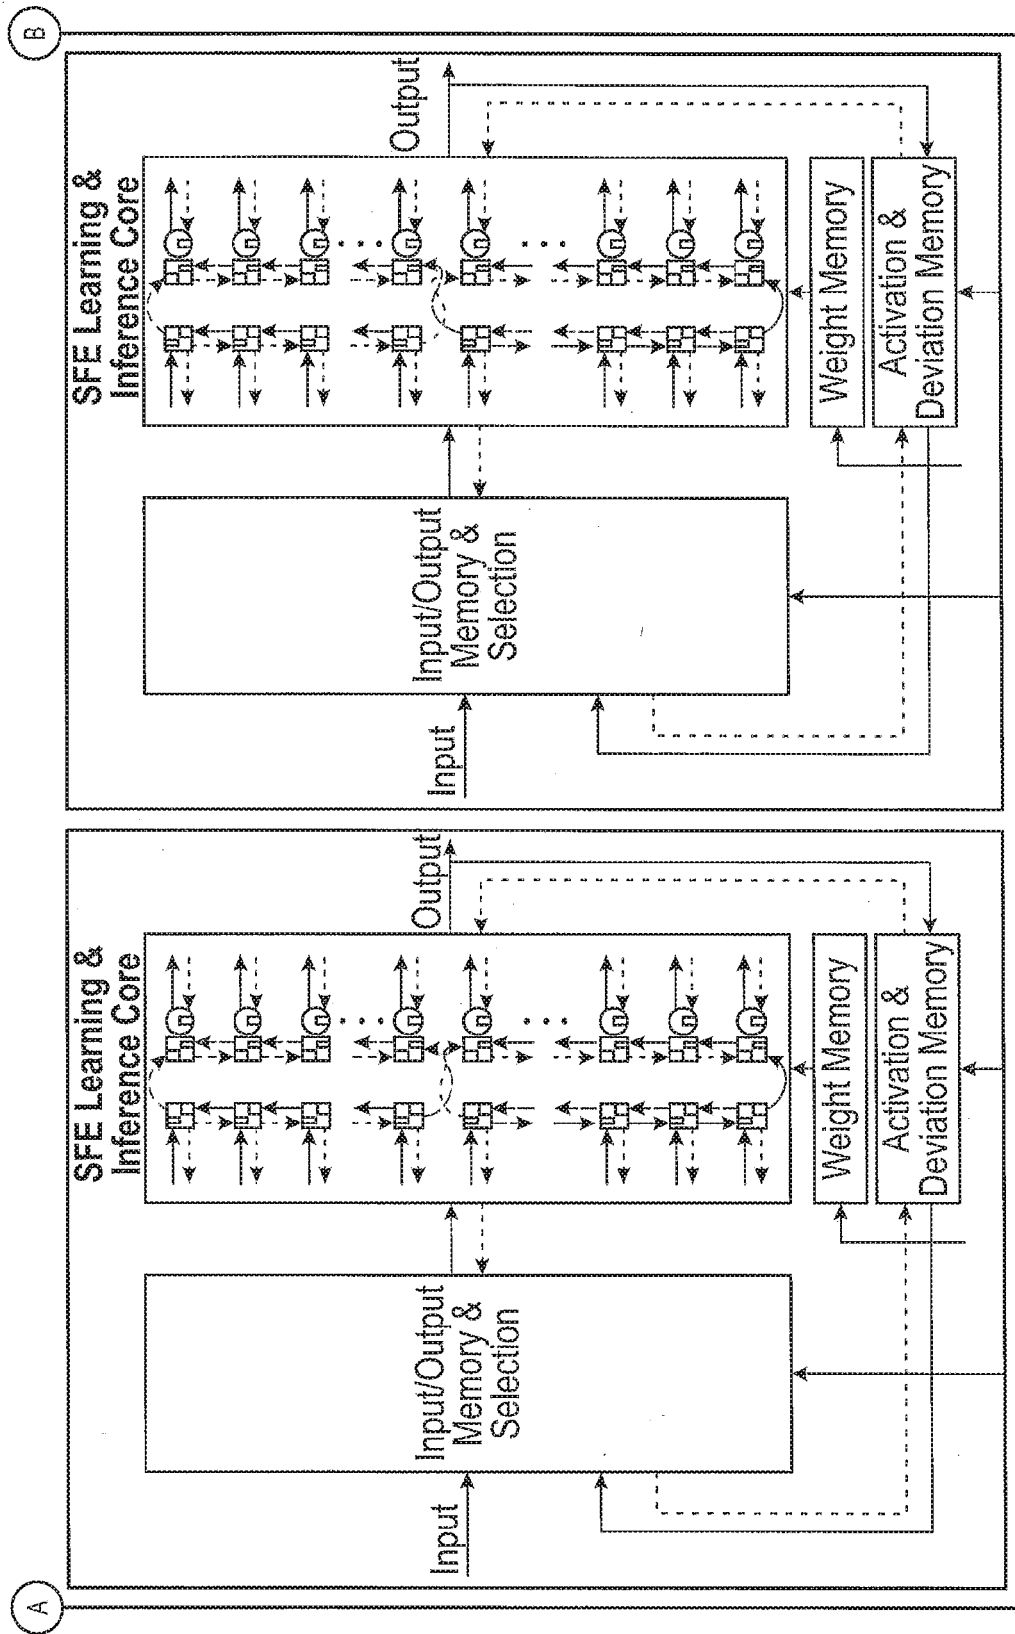 A
SFE Learning &
Inference Core
Input
Input/Output
Memory &
Selection
Output
Weight Memory
Activation &
Deviation Memory
B
SFE Learning &
Inference Core
Input
Input/Output
Memory &
Selection
Output
Weight Memory
Activation &
Deviation Memory